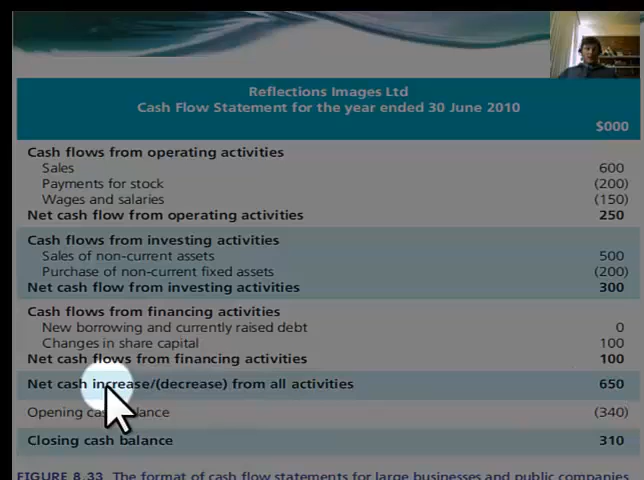 Reflections Images Ltd
Cash Flow Statement for the year ended 30 June 2010
$000
Cash flows from operating activities
Sales 600
Payments for stock (200)
Wages and salaries (150)
Net cash flow from operating activities 250
Cash flows from investing activities
Sales of non-current assets 500
Purchase of non-current fixed assets (200)
Net cash flow from investing activities 300
Cash flows from financing activities
New borrowing and currently raised debt 0
Changes in share capital 100
Net cash flows from financing activities 100
Net cash increase/(decrease) from all activities 650
Opening cash balance (340)
Closing cash balance 310
FIGURE 8.33 The format of cash flow statements for large businesses and public companies